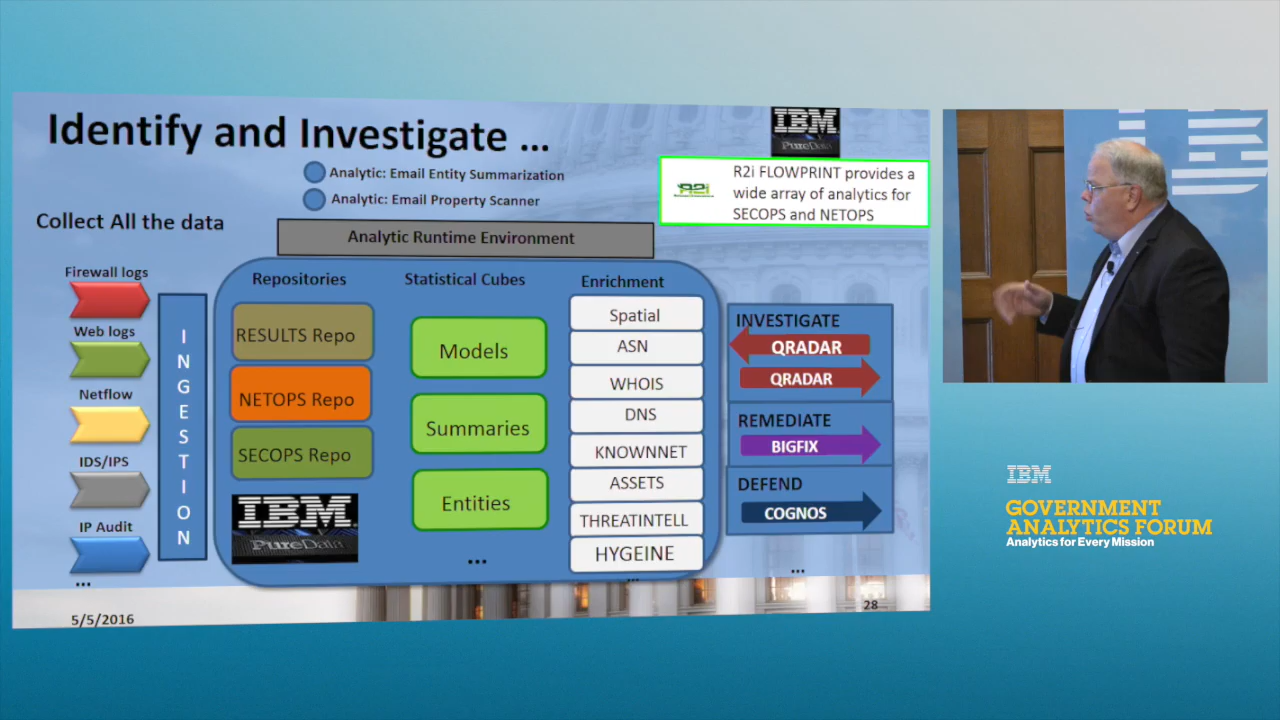 Identify and Investigate ...
IBM
PureData
Analytic: Email Entity Summarization
Analytic: Email Property Scanner
R2i
R2i FLOWPRINT provides a
wide array of analytics for
SECOPS and NETOPS
Collect All the data
Analytic Runtime Environment
Firewall logs
Web logs
Netflow
IDS/IPS
IP Audit
...
INGESTION
Repositories
RESULTS Repo
NETOPS Repo
SECOPS Repo
IBM
PureData
Statistical Cubes
Models
Summaries
Entities
...
Enrichment
Spatial
ASN
WHOIS
DNS
KNOWNNET
ASSETS
THREATINTELL
HYGEINE
...
INVESTIGATE
QRADAR
QRADAR
REMEDIATE
BIGFIX
DEFEND
COGNOS
...
5/5/2016
28
IBM
GOVERNMENT
ANALYTICS FORUM
Analytics for Every Mission